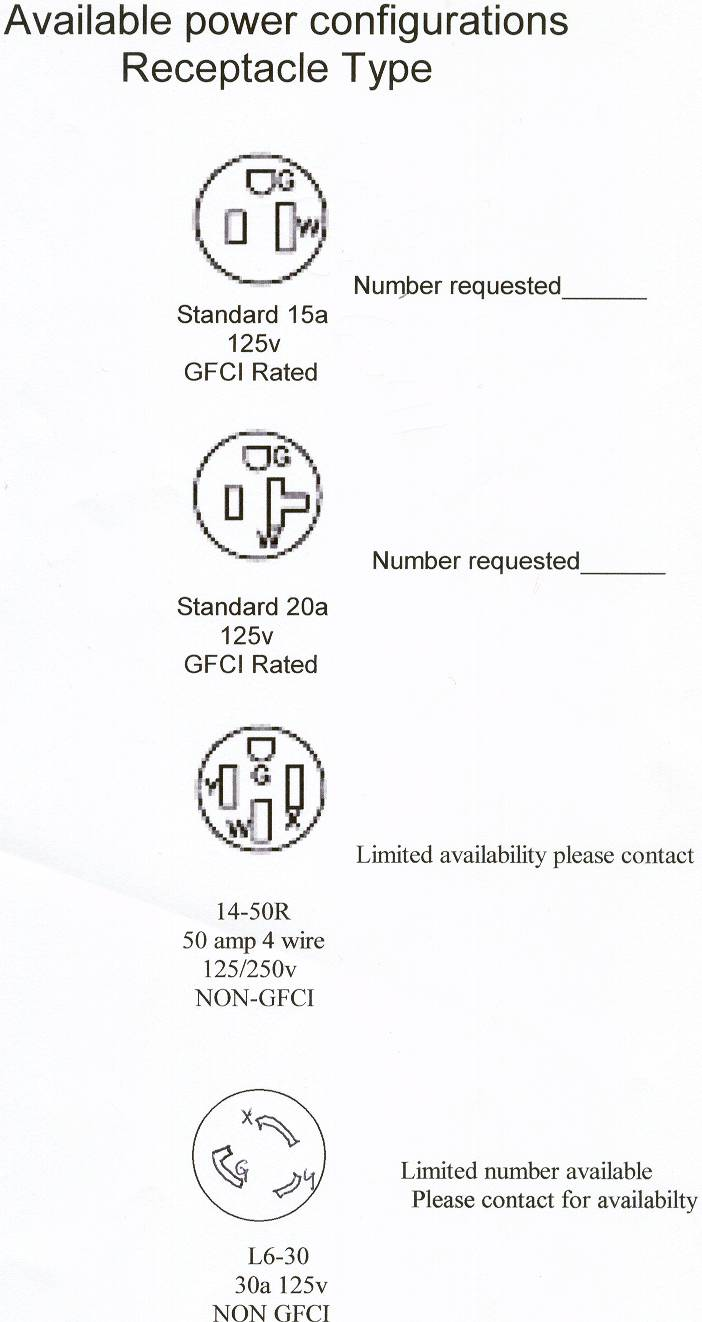 Available power configurations
Receptacle Type
G
W
Number requested______
Standard 15a
125v
GFCI Rated
G
W
Number requested______
Standard 20a
125v
GFCI Rated
G
Y
W
X
Limited availability please contact
14-50R
50 amp 4 wire
125/250v
NON-GFCI
X
G
Y
Limited number available
Please contact for availabilty
L6-30
30a 125v
NON GFCI